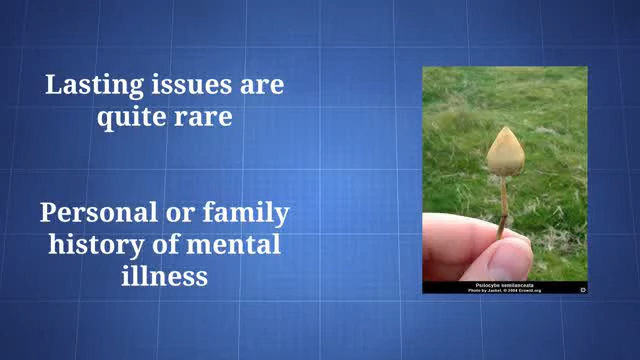 Lasting issues are
quite rare
Personal or family
history of mental
illness
Psilocybe semilanceata
Photo by Jaskel, © 2004 Erowid.org